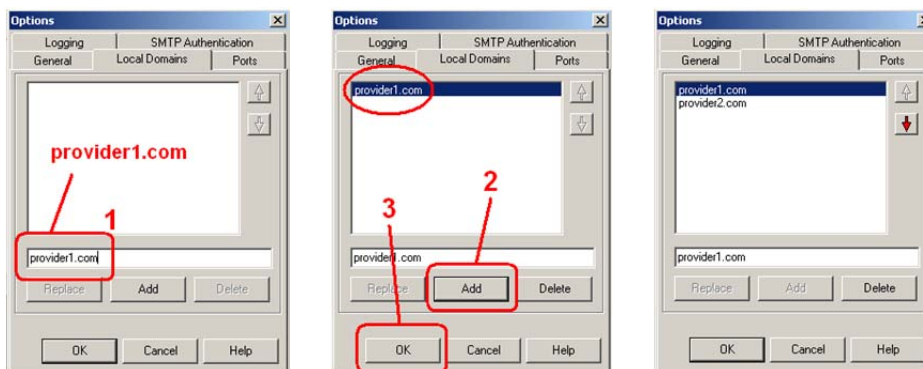 Options
Logging SMTP Authentication
General Local Domains Ports
provider1.com
1
provider1.com
Replace Add Delete
OK Cancel Help
Options
Logging SMTP Authentication
General Local Domains Ports
provider1.com
2
3
provider1.com
Replace Add Delete
OK Cancel Help
Options
Logging SMTP Authentication
General Local Domains Ports
provider1.com
provider2.com
provider1.com
Replace Add Delete
OK Cancel Help